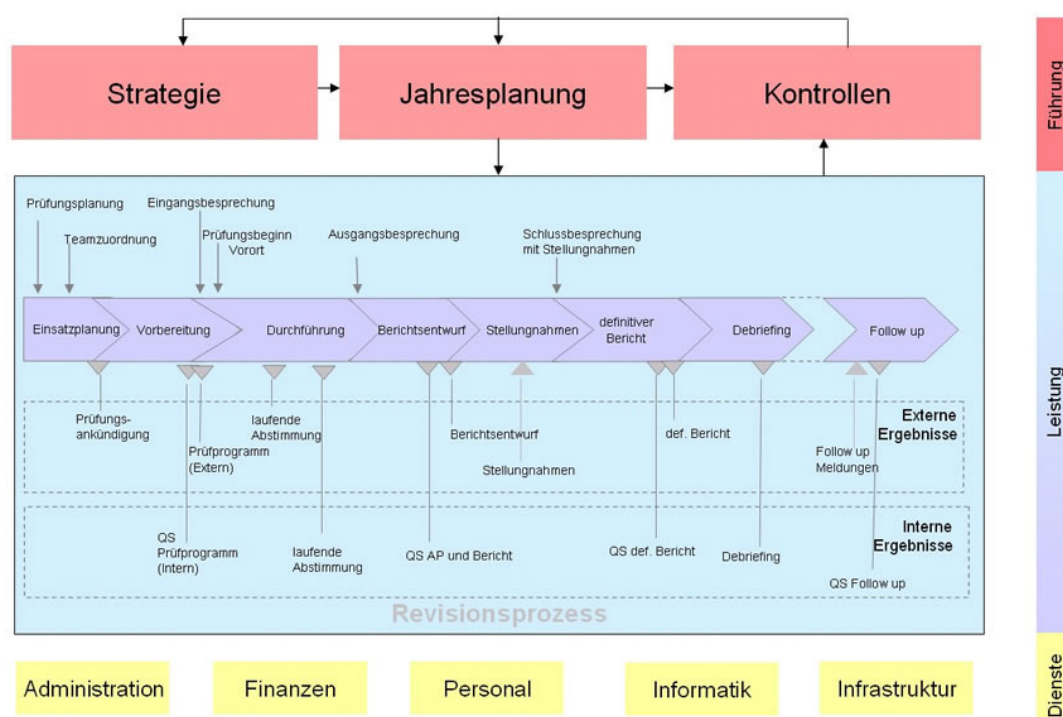 Strategie
Jahresplanung
Kontrollen
Führung
Prüfungsplanung
Eingangsbesprechung
Teamzuordnung
Prüfungsbeginn
Vorort
Ausgangsbesprechung
Schlussbesprechung
mit Stellungnahmen
Einsatzplanung
Vorbereitung
Durchführung
Berichtsentwurf
Stellungnahmen
definitiver
Bericht
Debriefing
Follow up
Leistung
Externe
Ergebnisse
Prüfungs-
ankündigung
Prüfprogramm
(Extern)
laufende
Abstimmung
Berichtsentwurf
Stellungnahmen
def. Bericht
Follow up
Meldungen
Interne
Ergebnisse
QS
Prüfprogramm
(Intern)
laufende
Abstimmung
QS AP und Bericht
QS def. Bericht
Debriefing
QS Follow up
Revisionsprozess
Administration
Finanzen
Personal
Informatik
Infrastruktur
Dienste